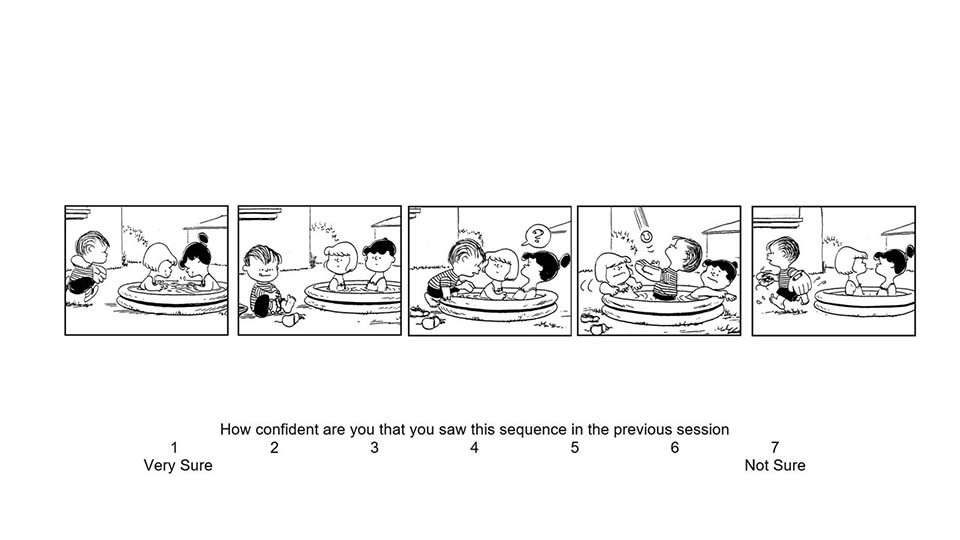 ?
How confident are you that you saw this sequence in the previous session
1 2 3 4 5 6 7
Very Sure Not Sure